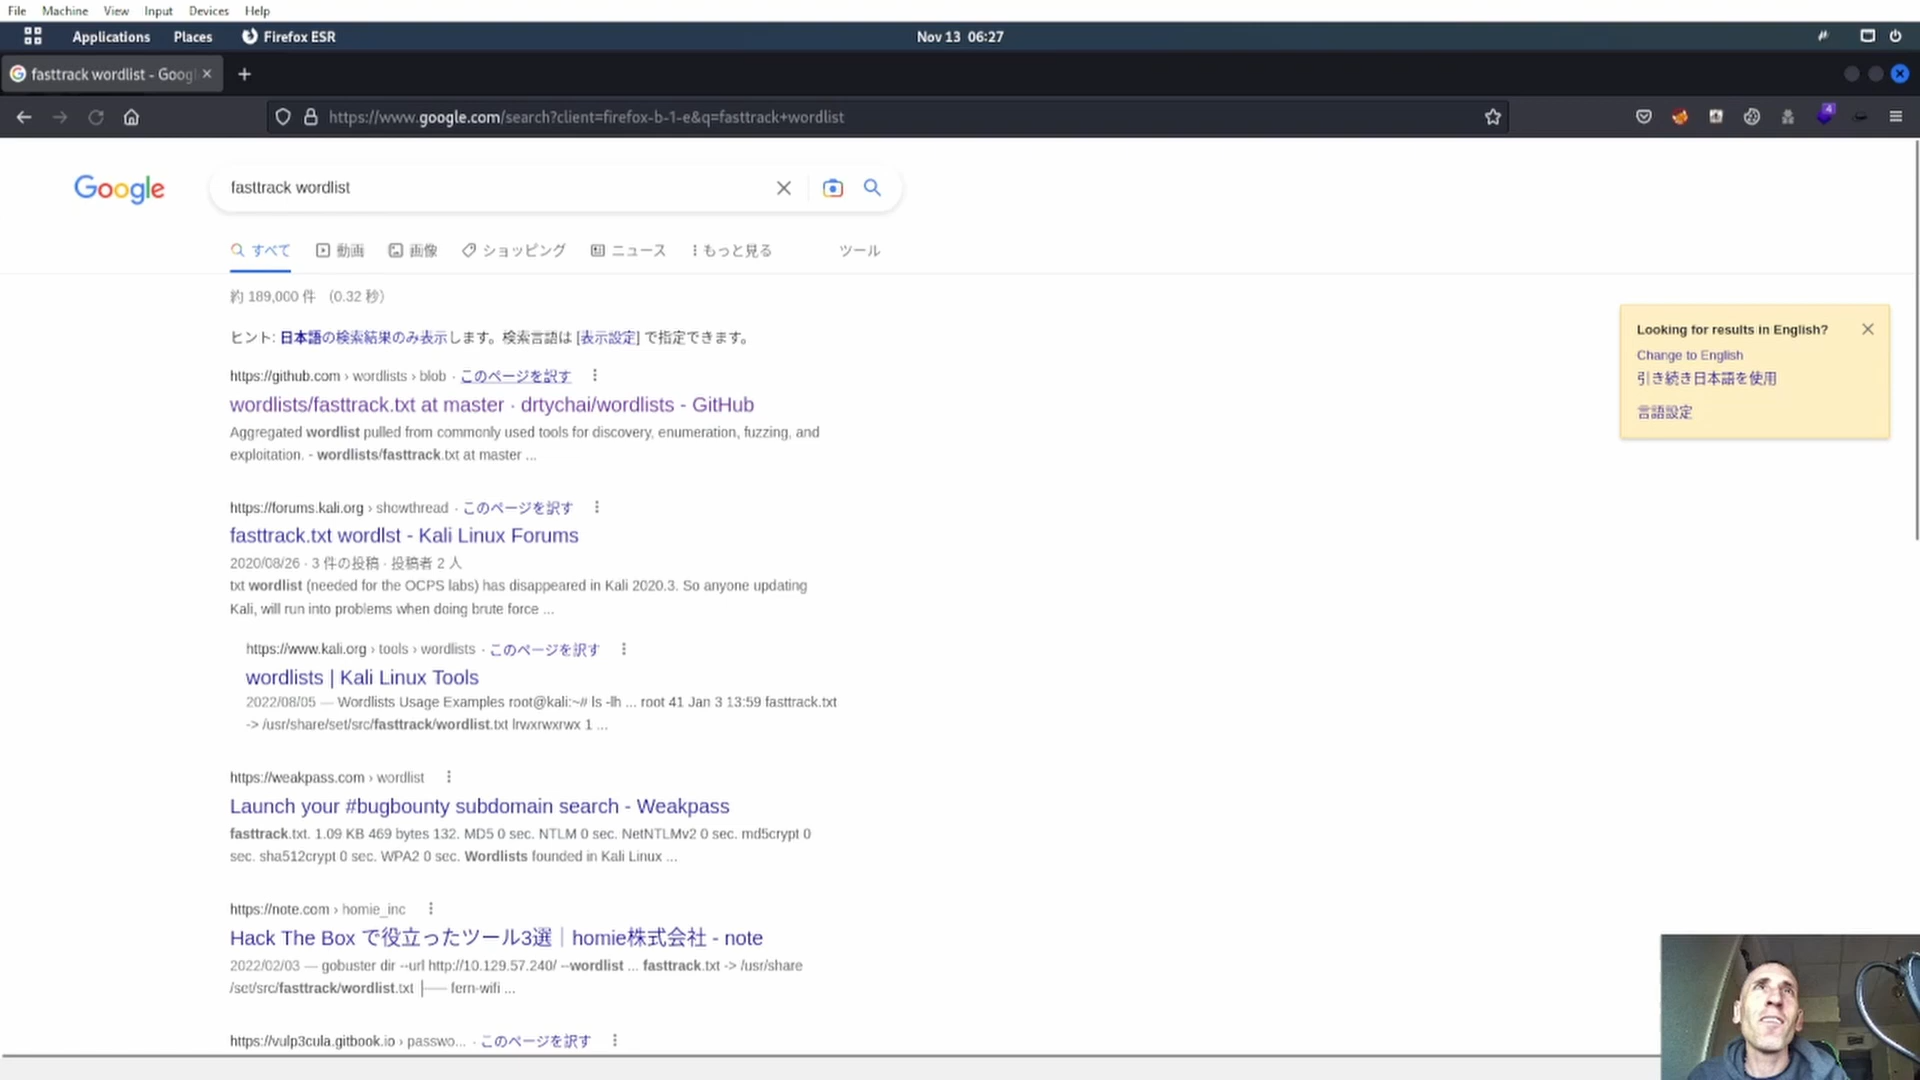 File Machine View Input Devices Help
Applications Places Firefox ESR Nov 13 06:27
fasttrack wordlist - Goog
https://www.google.com/search?client=firefox-b-1-e&q=fasttrack+wordlist
4
Google
fasttrack wordlist
すべて 動画 画像 ショッピング ニュース もっと見る ツール
約 189,000 件 (0.32 秒)
ヒント: 日本語の検索結果のみ表示します。検索言語は [表示設定] で指定できます。
https://github.com › wordlists › blob · このページを訳す
wordlists/fasttrack.txt at master · drtychai/wordlists - GitHub
Aggregated wordlist pulled from commonly used tools for discovery, enumeration, fuzzing, and
exploitation. - wordlists/fasttrack.txt at master ...
https://forums.kali.org › showthread · このページを訳す
fasttrack.txt wordlst - Kali Linux Forums
2020/08/26 · 3 件の投稿 · 投稿者 2 人
txt wordlist (needed for the OCPS labs) has disappeared in Kali 2020.3. So anyone updating
Kali, will run into problems when doing brute force ...
https://www.kali.org › tools › wordlists · このページを訳す
wordlists | Kali Linux Tools
2022/08/05 — Wordlists Usage Examples root@kali:~# ls -lh ... root 41 Jan 3 13:59 fasttrack.txt
-> /usr/share/set/src/fasttrack/wordlist.txt lrwxrwxrwx 1 ...
https://weakpass.com › wordlist
Launch your #bugbounty subdomain search - Weakpass
fasttrack.txt. 1.09 KB 469 bytes 132. MD5 0 sec. NTLM 0 sec. NetNTLMv2 0 sec. md5crypt 0
sec. sha512crypt 0 sec. WPA2 0 sec. Wordlists founded in Kali Linux ...
https://note.com › homie_inc
Hack The Box で役立ったツール3選｜homie株式会社 - note
2022/02/03 — gobuster dir --url http://10.129.57.240/ --wordlist ... fasttrack.txt -> /usr/share
/set/src/fasttrack/wordlist.txt ├── fern-wifi ...
https://vulp3cula.gitbook.io › passwo... · このページを訳す
Looking for results in English?
Change to English
引き続き日本語を使用
言語設定